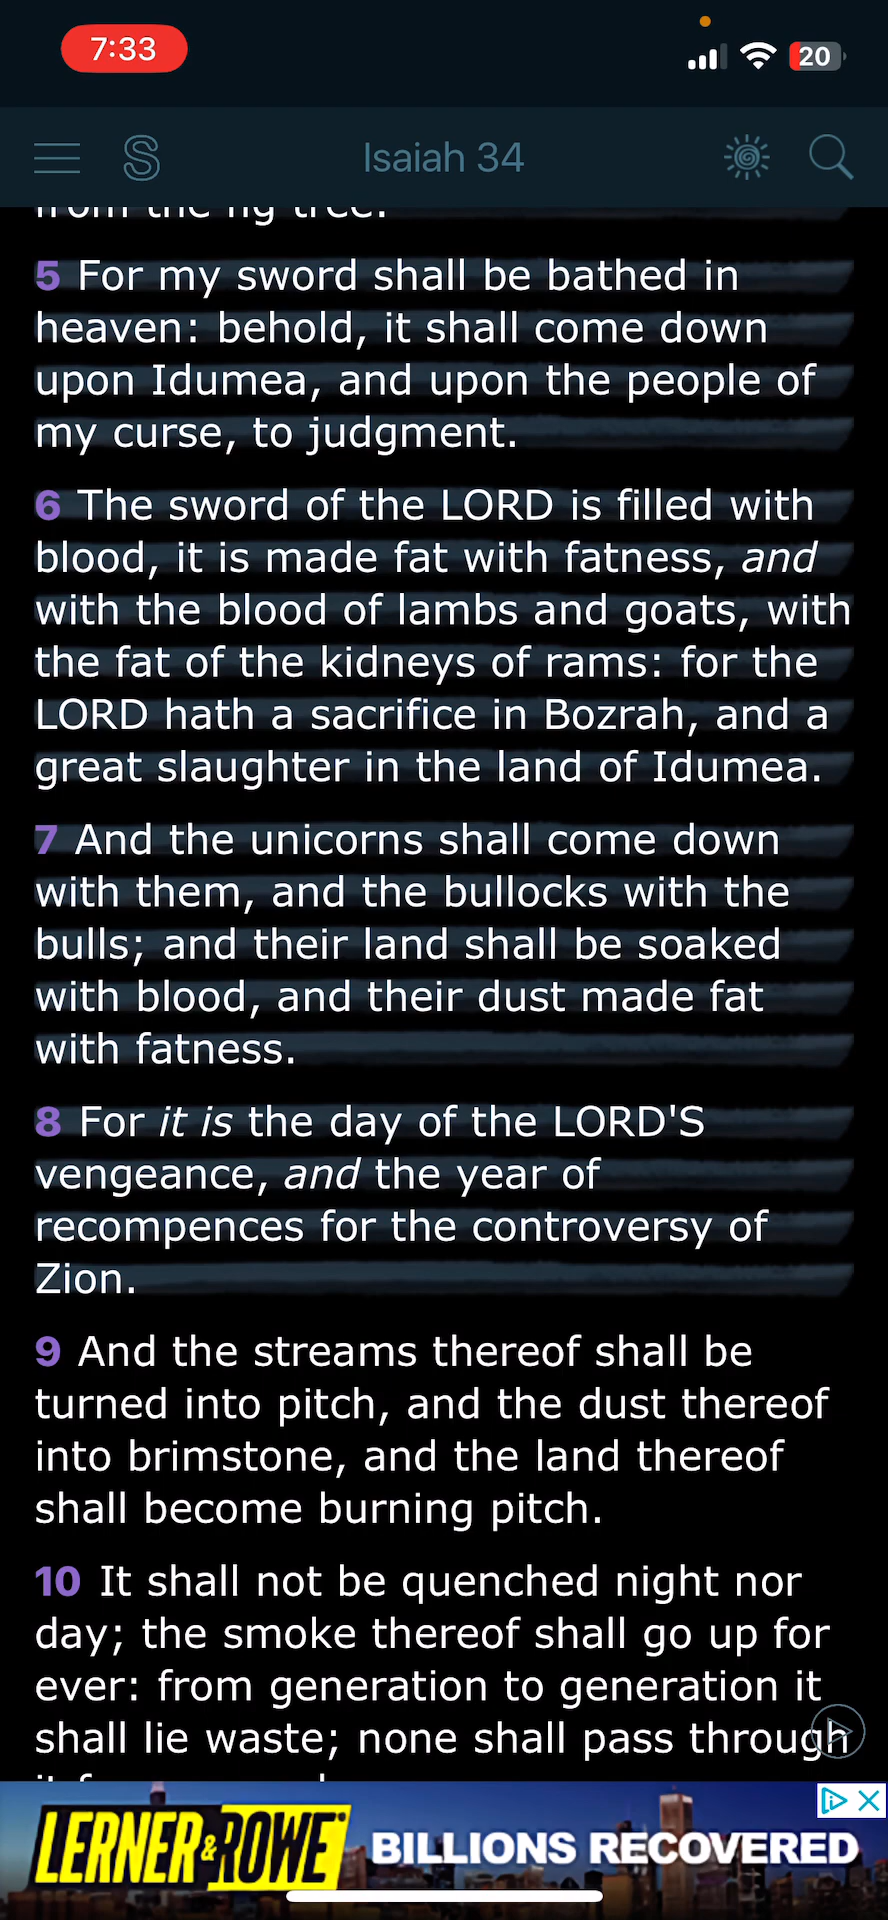 7:33
20
Isaiah 34
from the fig tree.
5 For my sword shall be bathed in
heaven: behold, it shall come down
upon Idumea, and upon the people of
my curse, to judgment.
6 The sword of the LORD is filled with
blood, it is made fat with fatness, and
with the blood of lambs and goats, with
the fat of the kidneys of rams: for the
LORD hath a sacrifice in Bozrah, and a
great slaughter in the land of Idumea.
7 And the unicorns shall come down
with them, and the bullocks with the
bulls; and their land shall be soaked
with blood, and their dust made fat
with fatness.
8 For it is the day of the LORD'S
vengeance, and the year of
recompences for the controversy of
Zion.
9 And the streams thereof shall be
turned into pitch, and the dust thereof
into brimstone, and the land thereof
shall become burning pitch.
10 It shall not be quenched night nor
day; the smoke thereof shall go up for
ever: from generation to generation it
shall lie waste; none shall pass through
LERNER & ROWE
BILLIONS RECOVERED